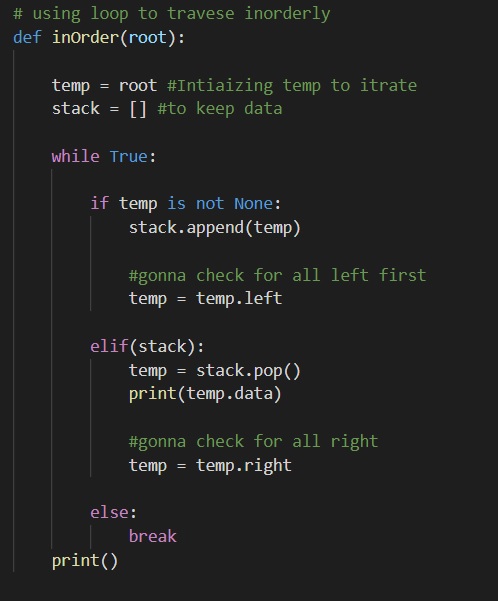 # using loop to travese inorderly
def inOrder(root):
temp = root #Intiaizing temp to itrate
stack = [] #to keep data
while True:
if temp is not None:
stack.append(temp)
#gonna check for all left first
temp = temp.left
elif(stack):
temp = stack.pop()
print(temp.data)
#gonna check for all right
temp = temp.right
else:
break
print()